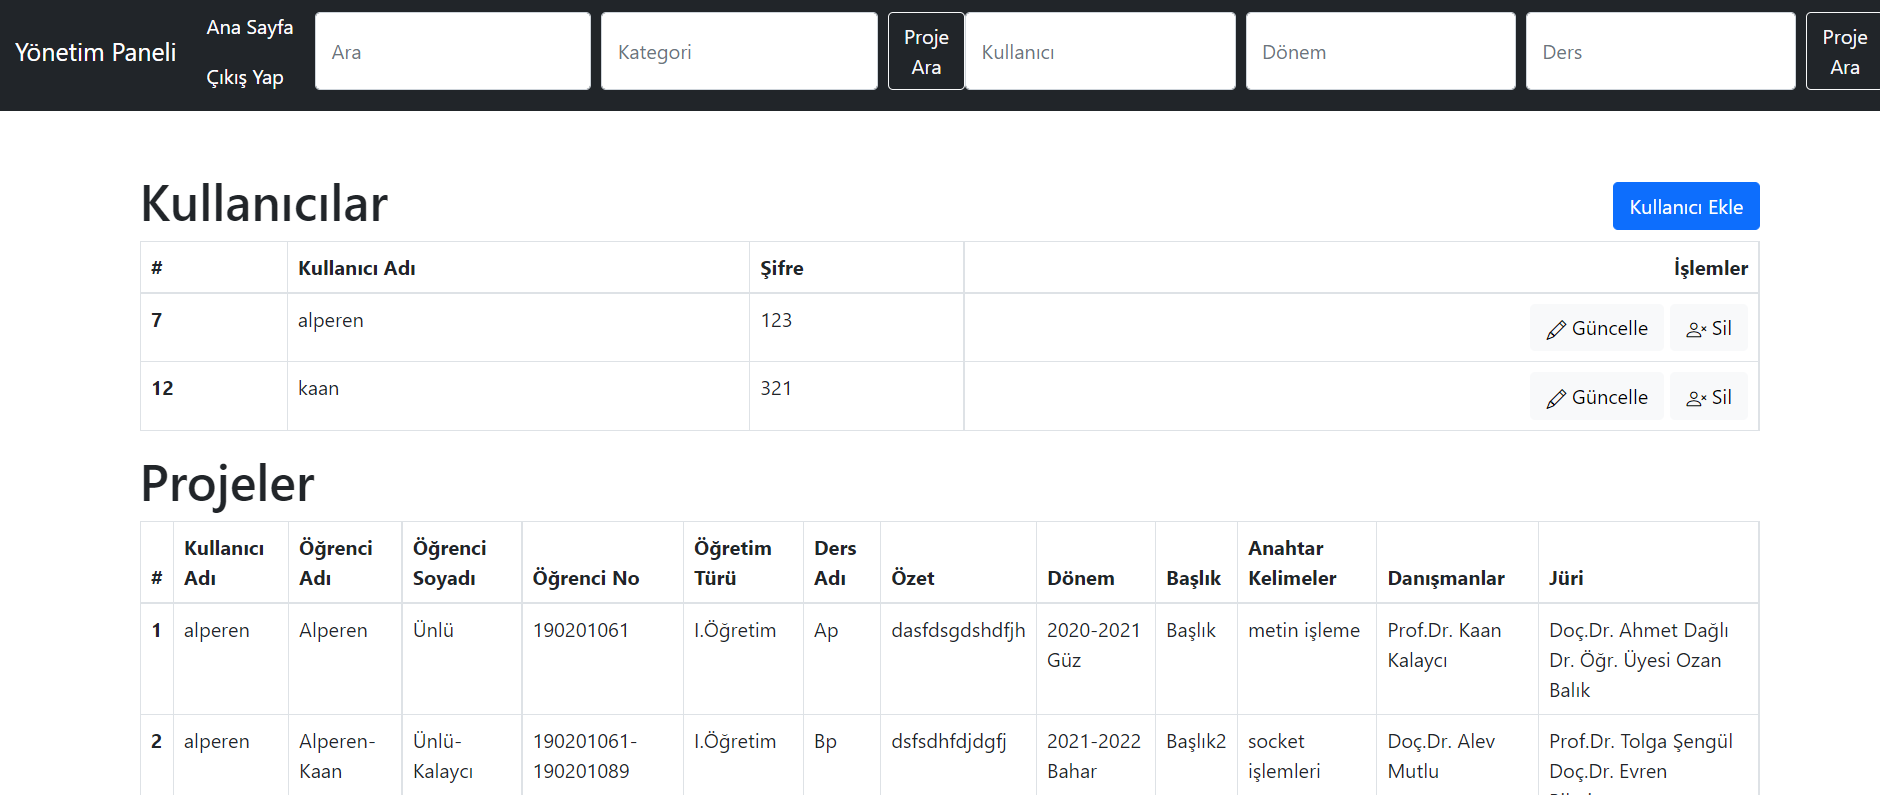 Yönetim Paneli
Ana Sayfa
Çıkış Yap
Ara
Kategori
Proje
Ara
Kullanıcı
Dönem
Ders
Proje
Ara
Kullanıcılar
Kullanıcı Ekle
# Kullanıcı Adı Şifre İşlemler
7 alperen 123 Güncelle Sil
12 kaan 321 Güncelle Sil
Projeler
Kullanıcı Öğrenci Öğrenci Öğretim Ders Anahtar
# Adı Adı Soyadı Öğrenci No Türü Adı Özet Dönem Başlık Kelimeler Danışmanlar Jüri
1 alperen Alperen Ünlü 190201061 I.Öğretim Ap dasfdsgdshdfjh 2020-2021 Başlık metin işleme Prof.Dr. Kaan Doç.Dr. Ahmet Dağlı
Güz Kalaycı Dr. Öğr. Üyesi Ozan
Balık
2 alperen Alperen- Ünlü- 190201061- I.Öğretim Bp dsfsdhfdjdgfj 2021-2022 Başlık2 socket Doç.Dr. Alev Prof.Dr. Tolga Şengül
Kaan Kalaycı 190201089 Bahar işlemleri Mutlu Doç.Dr. Evren